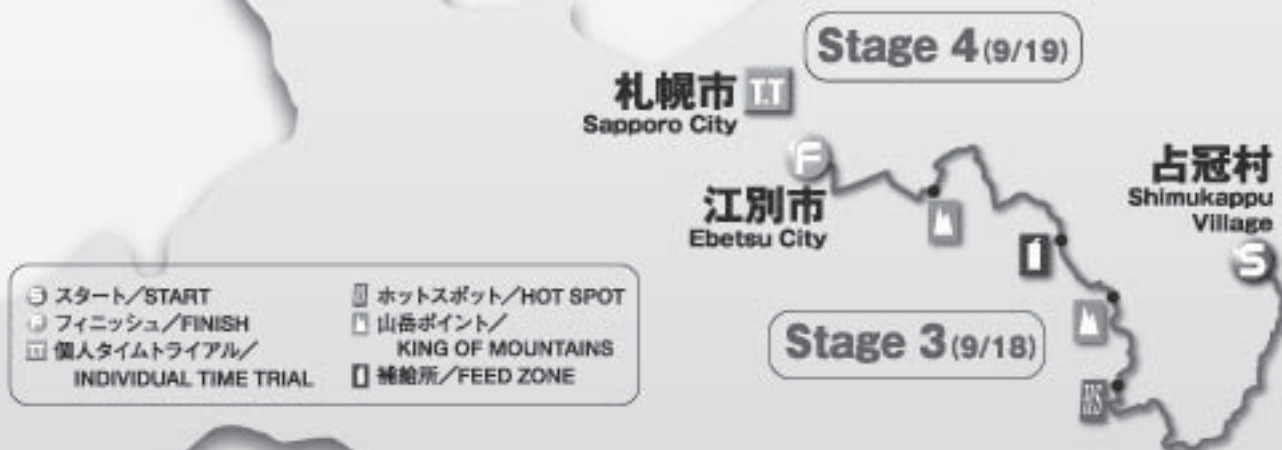 Stage 4 (9/19)
札幌市 T.T
Sapporo City
F
江別市
Ebetsu City
占冠村
Shimukappu
Village
S
Stage 3 (9/18)
HS
S スタート/START
F フィニッシュ/FINISH
T.T 個人タイムトライアル/
INDIVIDUAL TIME TRIAL
ホットスポット/HOT SPOT
山岳ポイント/
KING OF MOUNTAINS
補給所/FEED ZONE